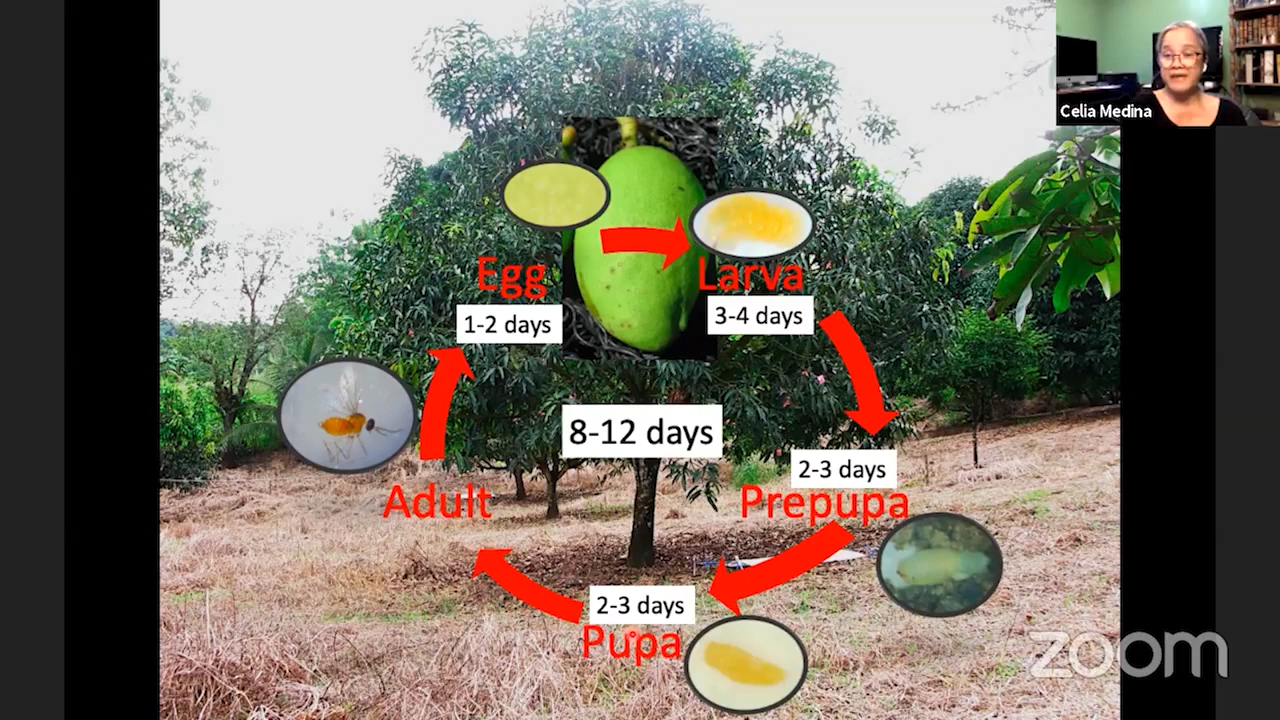 Celia Medina
Egg
1-2 days
Larva
3-4 days
8-12 days
2-3 days
Prepupa
Adult
2-3 days
Pupa
zoom